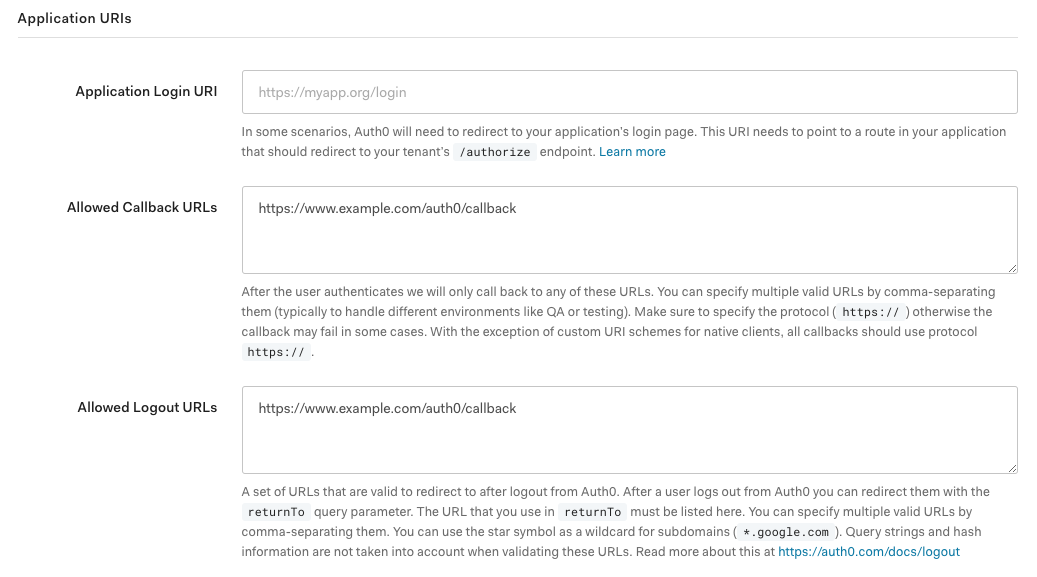 Application URIs
Application Login URI
https://myapp.org/login
In some scenarios, Auth0 will need to redirect to your application's login page. This URI needs to point to a route in your application
that should redirect to your tenant's /authorize endpoint. Learn more
Allowed Callback URLs
https://www.example.com/auth0/callback
After the user authenticates we will only call back to any of these URLs. You can specify multiple valid URLs by comma-separating
them (typically to handle different environments like QA or testing). Make sure to specify the protocol ( https:// ) otherwise the
callback may fail in some cases. With the exception of custom URI schemes for native clients, all callbacks should use protocol
https:// .
Allowed Logout URLs
https://www.example.com/auth0/callback
A set of URLs that are valid to redirect to after logout from Auth0. After a user logs out from Auth0 you can redirect them with the
returnTo query parameter. The URL that you use in returnTo must be listed here. You can specify multiple valid URLs by
comma-separating them. You can use the star symbol as a wildcard for subdomains ( *.google.com ). Query strings and hash
information are not taken into account when validating these URLs. Read more about this at https://auth0.com/docs/logout